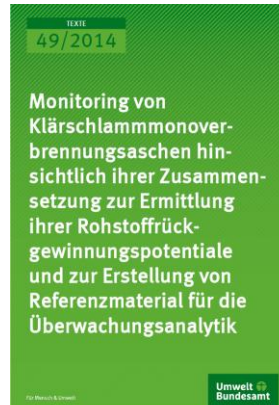 TEXTE
49/2014
Monitoring von
Klärschlammmonover-
brennungsaschen hin-
sichtlich ihrer Zusammen-
setzung zur Ermittlung
ihrer Rohstoffrück-
gewinnungspotentiale
und zur Erstellung von
Referenzmaterial für die
Überwachungsanalytik
Für Mensch & Umwelt
Umwelt
Bundesamt